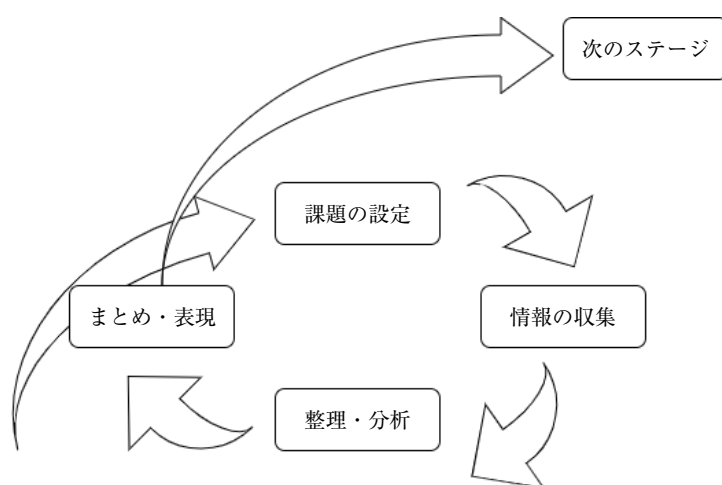 次のステージ
課題の設定
まとめ・表現
情報の収集
整理・分析